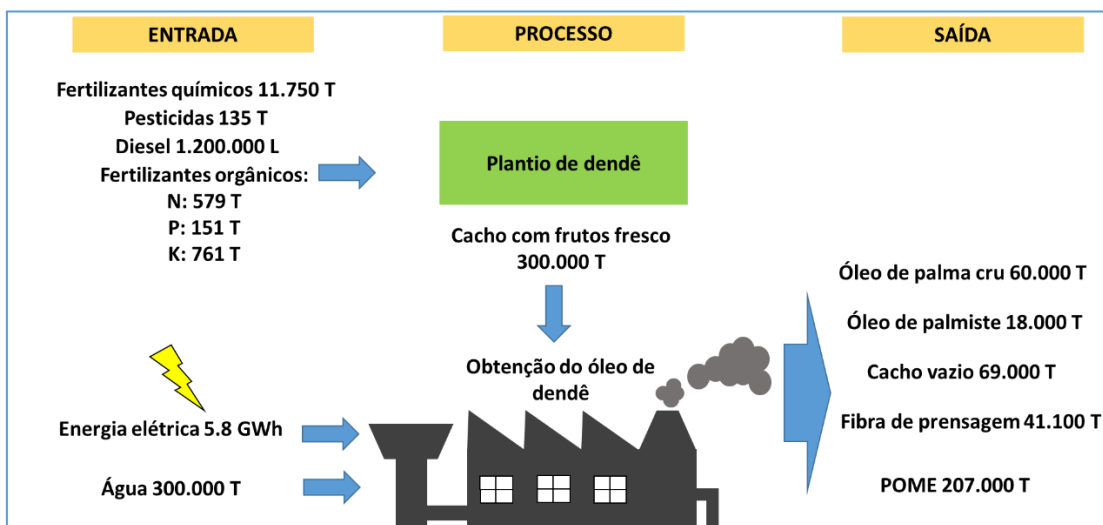 ENTRADA
PROCESSO
SAÍDA
Fertilizantes químicos 11.750 T
Pesticidas 135 T
Diesel 1.200.000 L
Fertilizantes orgânicos:
N: 579 T
P: 151 T
K: 761 T
Plantio de dendê
Cacho com frutos fresco
300.000 T
Obtenção do óleo de
dendê
Energia elétrica 5.8 GWh
Água 300.000 T
Óleo de palma cru 60.000 T
Óleo de palmiste 18.000 T
Cacho vazio 69.000 T
Fibra de prensagem 41.100 T
POME 207.000 T